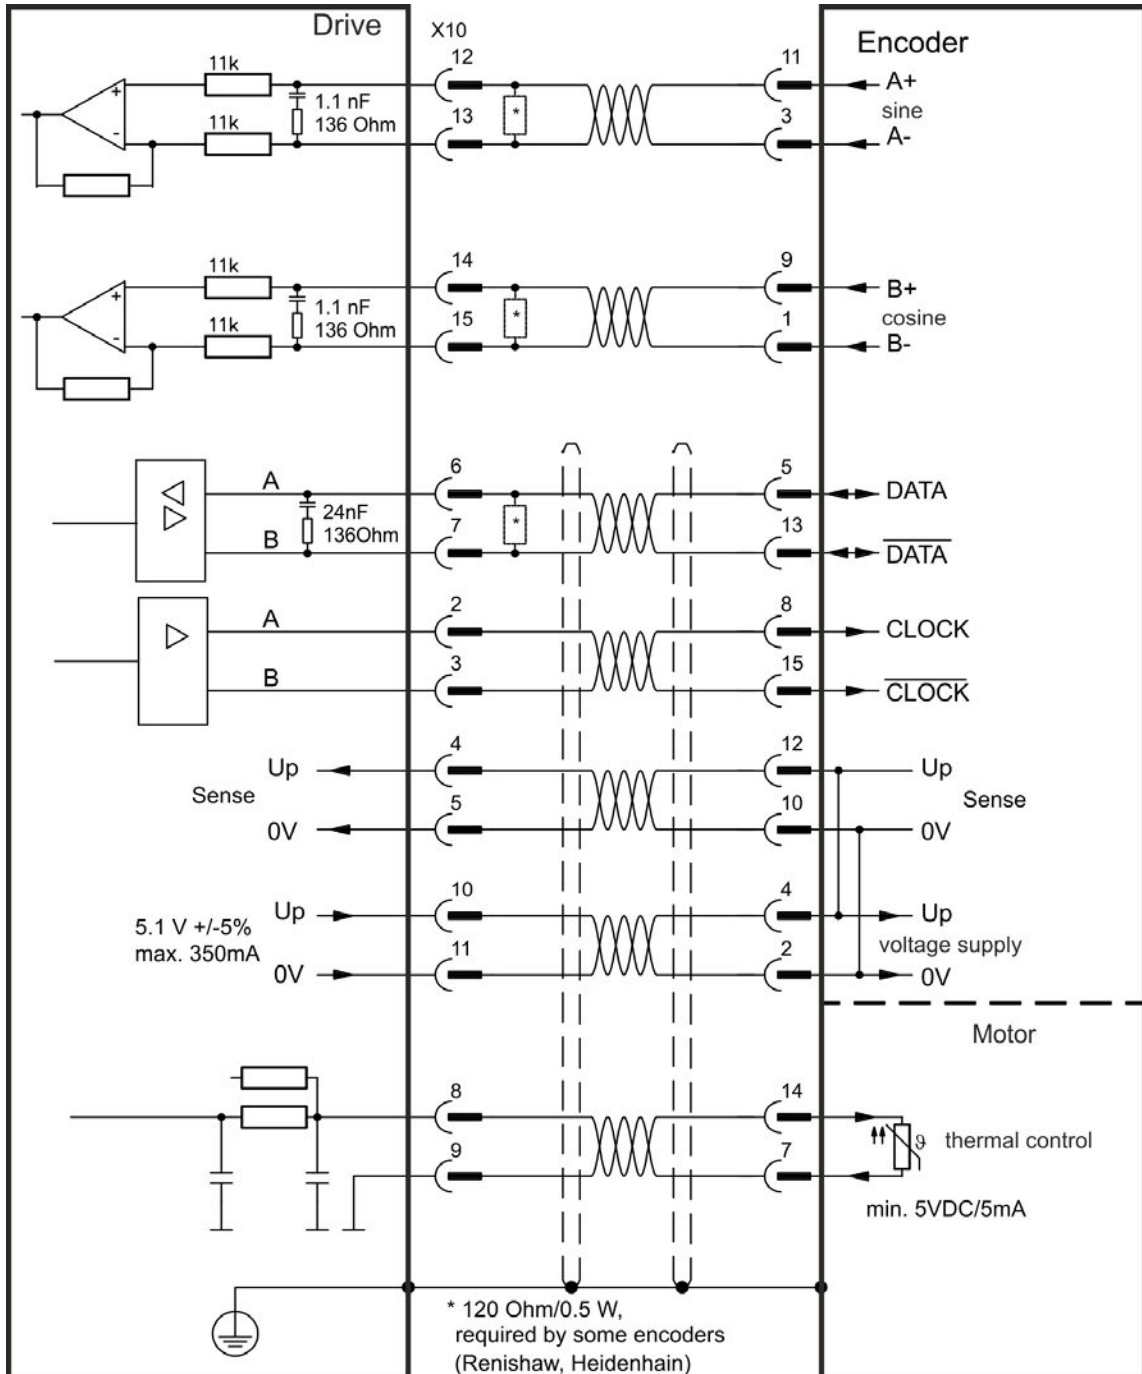 Drive
X10
Encoder
11k
12
11
A+
1.1 nF
sine
136 Ohm
*
11k
13
3
A-
11k
14
9
B+
1.1 nF
cosine
136 Ohm
*
11k
15
1
B-
A
6
5
DATA
24nF
136Ohm
*
B
7
13
DATA
A
2
8
CLOCK
B
3
15
CLOCK
Up
4
12
Up
Sense
Sense
0V
5
10
0V
Up
10
4
Up
5.1 V +/-5%
max. 350mA
voltage supply
0V
11
2
0V
Motor
8
14
ϑ thermal control
9
7
min. 5VDC/5mA
* 120 Ohm/0.5 W,
required by some encoders
(Renishaw, Heidenhain)